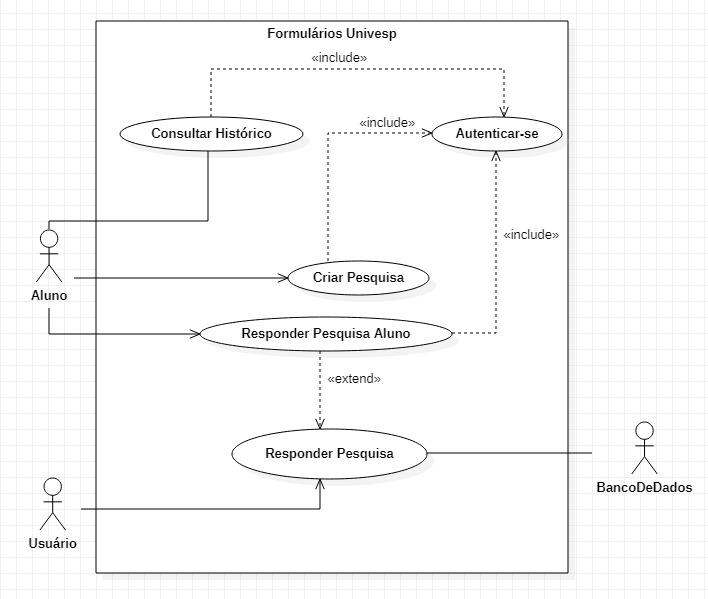 Formulários Univesp
«include»
Consultar Histórico
«include»
Autenticar-se
«include»
Criar Pesquisa
Aluno
Responder Pesquisa Aluno
«extend»
Responder Pesquisa
BancoDeDados
Usuário